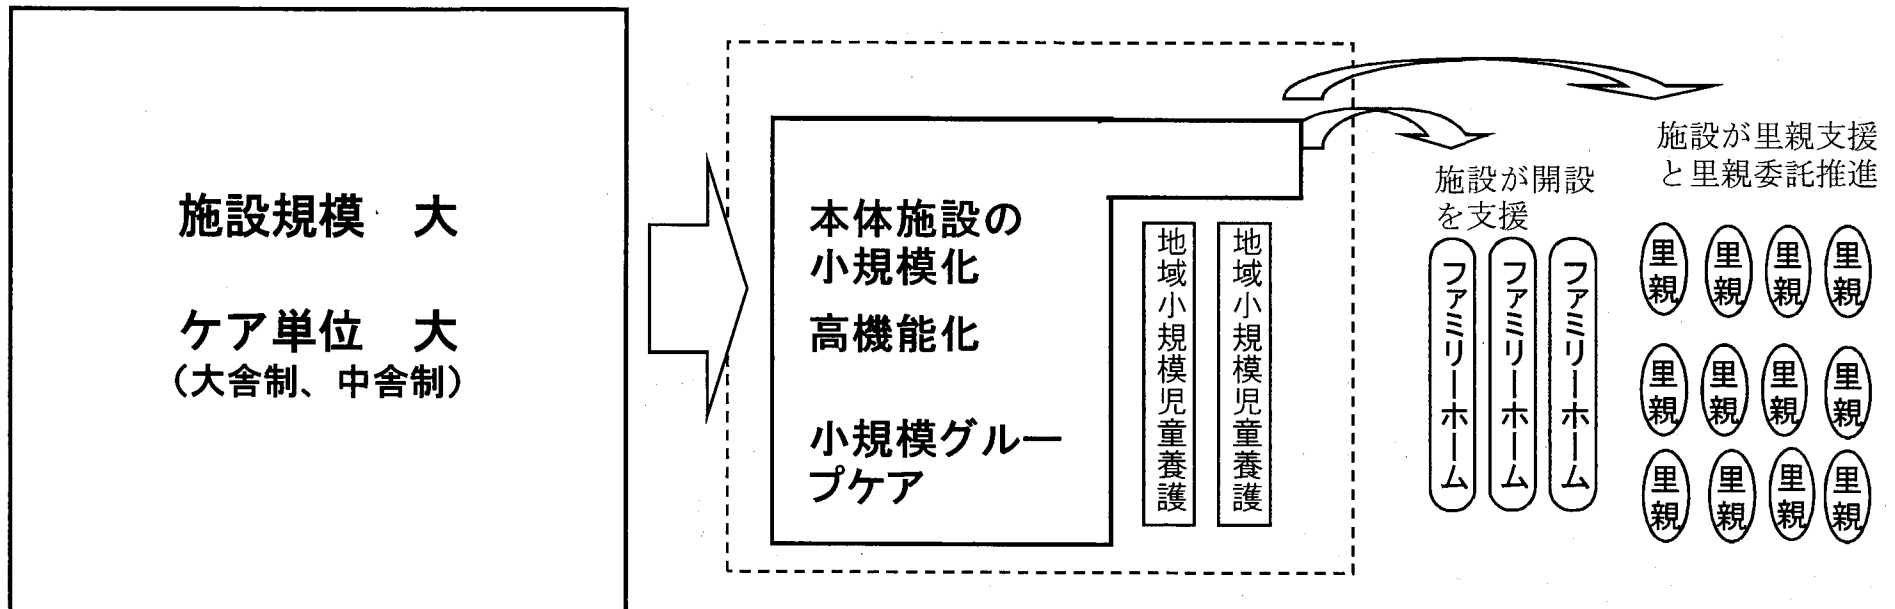 施設規模　大
ケア単位　大
（大舎制、中舎制）
本体施設の
小規模化
高機能化
小規模グルー
プケア
地域小規模児童養護
地域小規模児童養護
施設が開設
を支援
ファミリーホーム
ファミリーホーム
ファミリーホーム
施設が里親支援
と里親委託推進
里親
里親
里親
里親
里親
里親
里親
里親
里親
里親
里親
里親